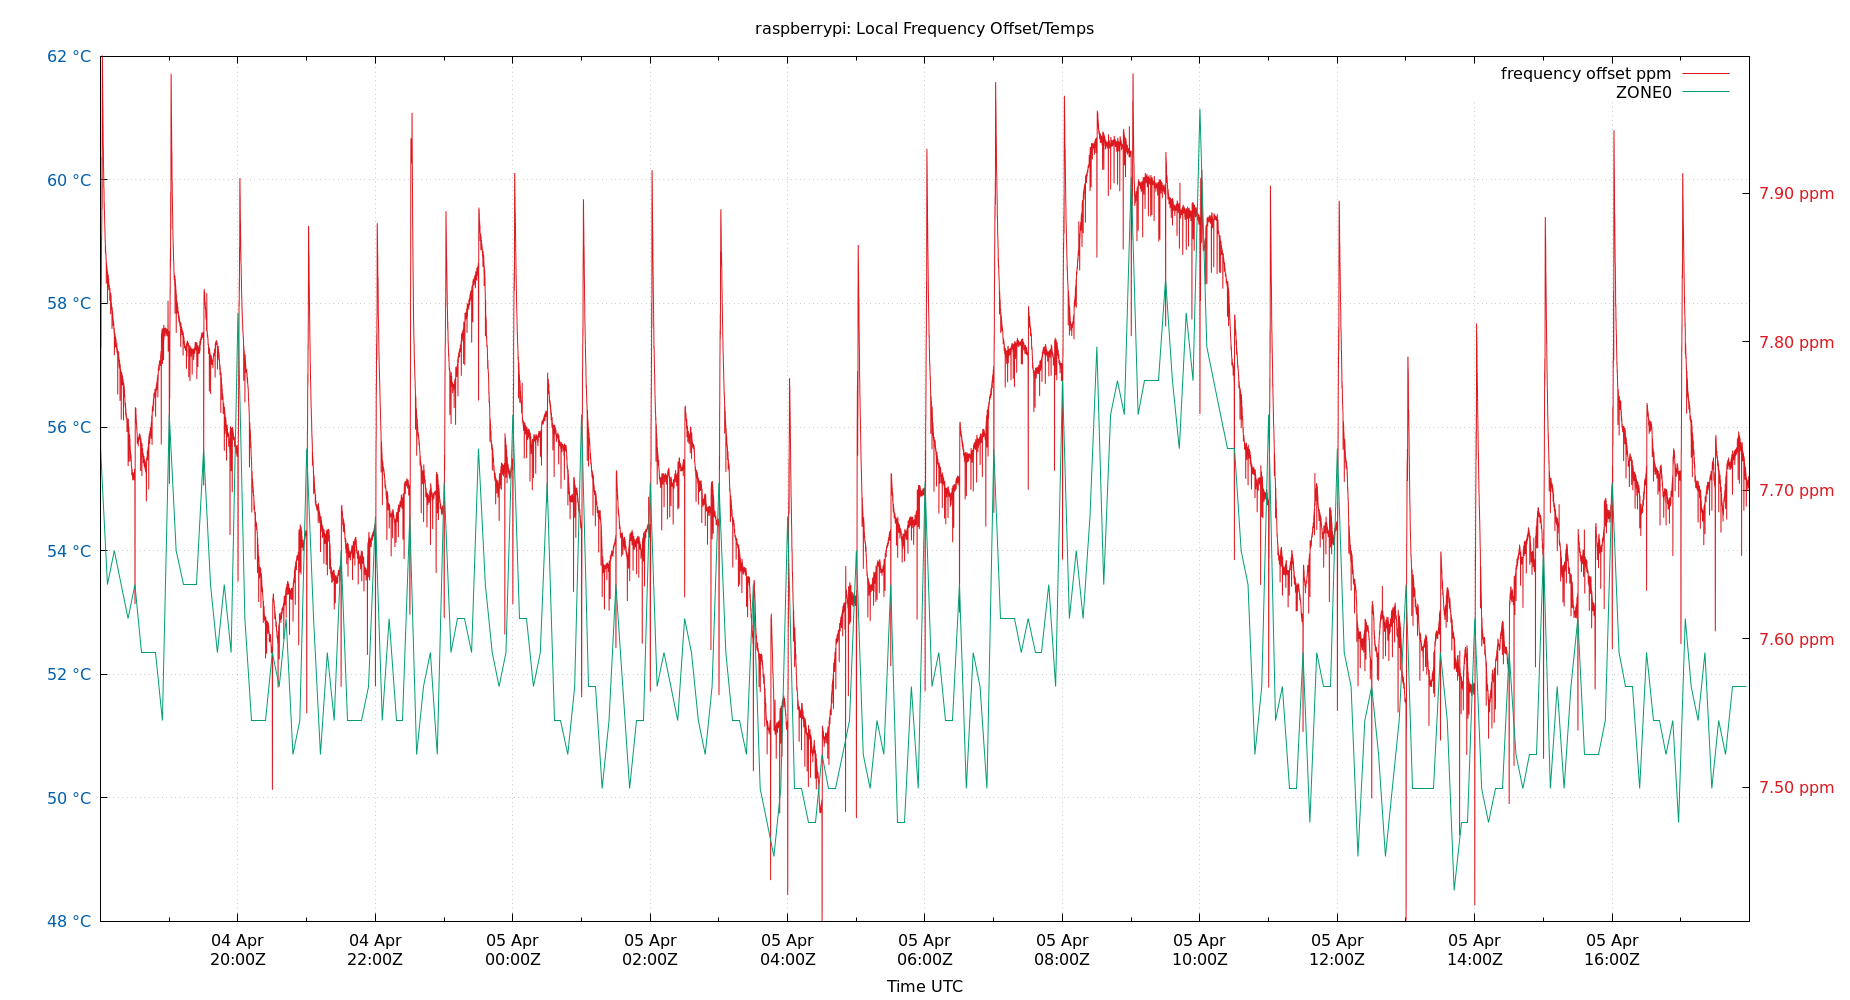 raspberrypi: Local Frequency Offset/Temps
62 °C
60 °C
58 °C
56 °C
54 °C
52 °C
50 °C
48 °C
frequency offset ppm
ZONE0
7.90 ppm
7.80 ppm
7.70 ppm
7.60 ppm
7.50 ppm
04 Apr 04 Apr 05 Apr 05 Apr 05 Apr 05 Apr 05 Apr 05 Apr 05 Apr 05 Apr 05 Apr
20:00Z 22:00Z 00:00Z 02:00Z 04:00Z 06:00Z 08:00Z 10:00Z 12:00Z 14:00Z 16:00Z
Time UTC